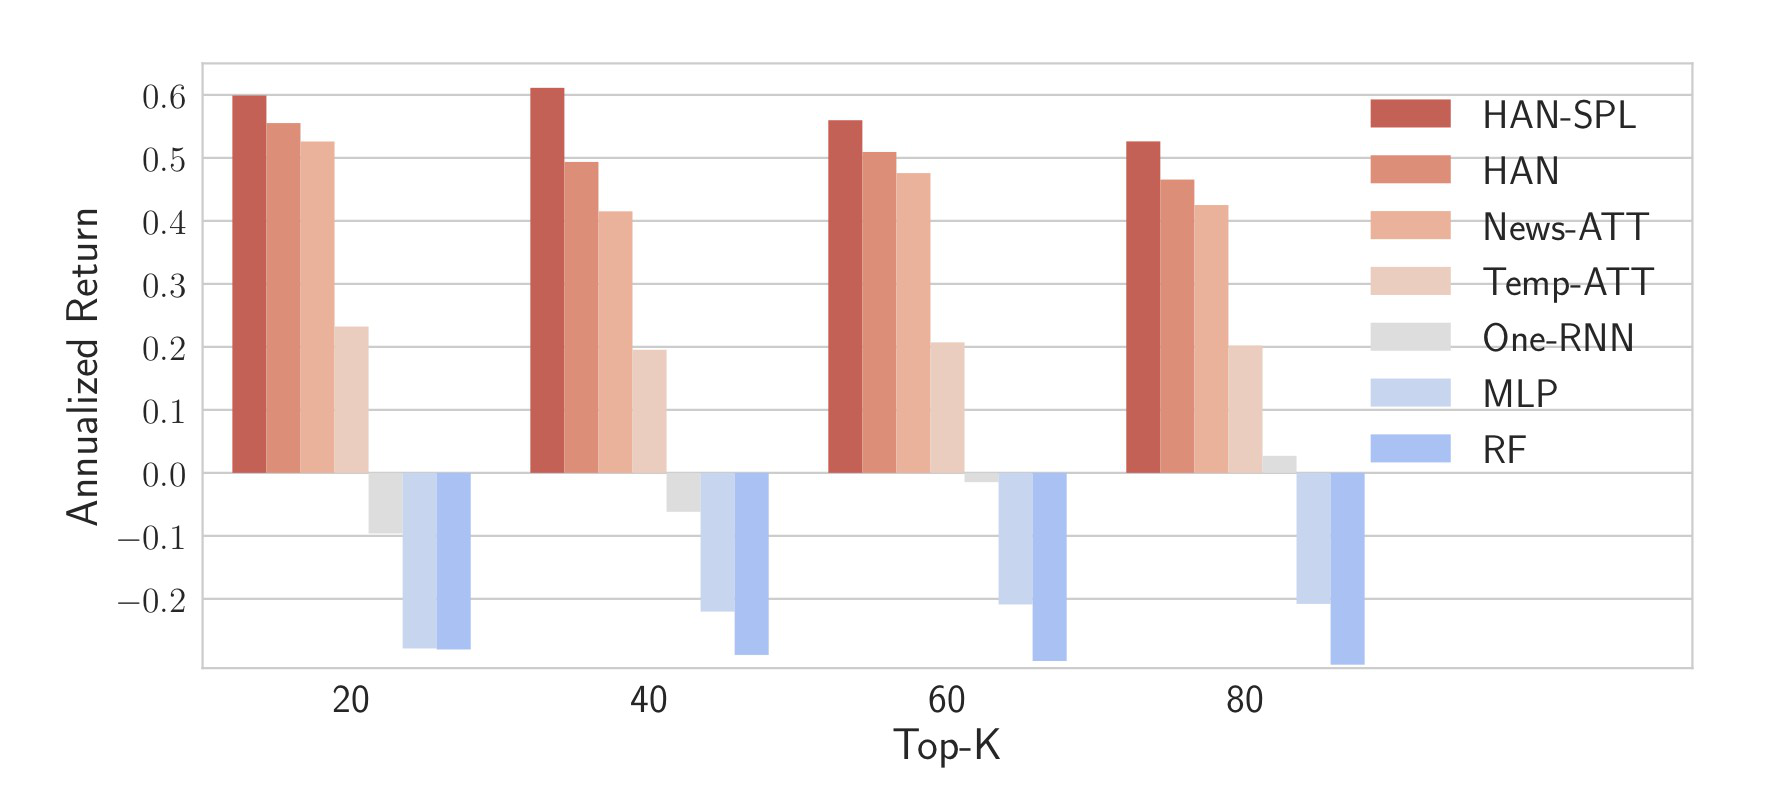 Annualized Return
0.6
0.5
0.4
0.3
0.2
0.1
0.0
−0.1
−0.2
HAN-SPL
HAN
News-ATT
Temp-ATT
One-RNN
MLP
RF
20 40 60 80
Top-K